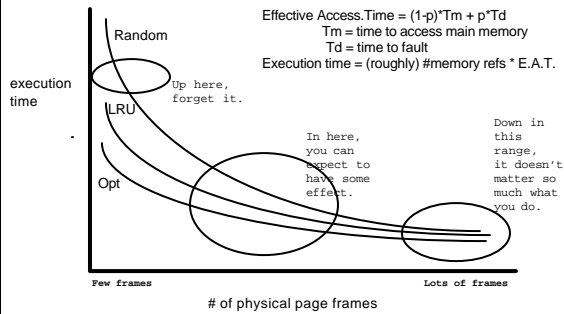 Effective Access.Time = (1-p)*Tm + p*Td
Tm = time to access main memory
Td = time to fault
Execution time = (roughly) #memory refs * E.A.T.
Random
execution
time
Up here,
forget it.
LRU
Opt
In here,
you can
expect to
have some
effect.
Down in
this
range,
it doesn't
matter so
much what
you do.
Few frames
Lots of frames
# of physical page frames